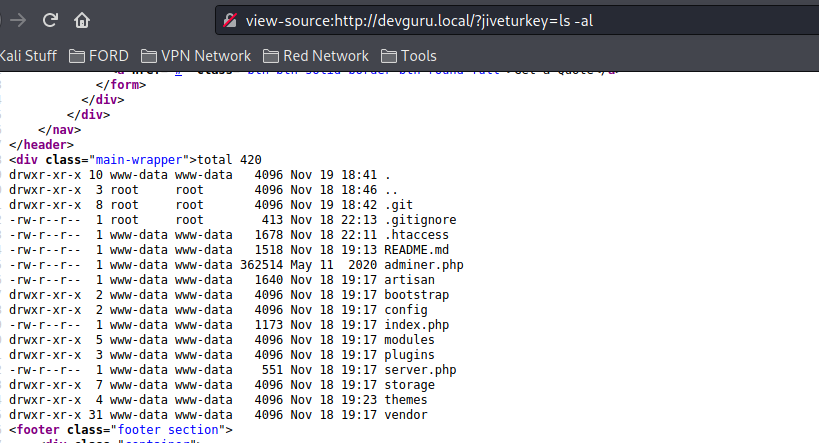 view-source:http://devguru.local/?jiveturkey=ls -al
Kali Stuff FORD VPN Network Red Network Tools
</form>
</div>
</div>
</nav>
</header>
<div class="main-wrapper">total 420
drwxr-xr-x 10 www-data www-data 4096 Nov 19 18:41 .
drwxr-xr-x 3 root root 4096 Nov 18 18:46 ..
drwxr-xr-x 8 root root 4096 Nov 19 18:42 .git
-rw-r--r-- 1 root root 413 Nov 18 22:13 .gitignore
-rw-r--r-- 1 www-data www-data 1678 Nov 18 22:11 .htaccess
-rw-r--r-- 1 www-data www-data 1518 Nov 18 19:13 README.md
-rw-r--r-- 1 www-data www-data 362514 May 11 2020 adminer.php
-rw-r--r-- 1 www-data www-data 1640 Nov 18 19:17 artisan
drwxr-xr-x 2 www-data www-data 4096 Nov 18 19:17 bootstrap
drwxr-xr-x 2 www-data www-data 4096 Nov 18 19:17 config
-rw-r--r-- 1 www-data www-data 1173 Nov 18 19:17 index.php
drwxr-xr-x 5 www-data www-data 4096 Nov 18 19:17 modules
drwxr-xr-x 3 www-data www-data 4096 Nov 18 19:17 plugins
-rw-r--r-- 1 www-data www-data 551 Nov 18 19:17 server.php
drwxr-xr-x 7 www-data www-data 4096 Nov 18 19:17 storage
drwxr-xr-x 4 www-data www-data 4096 Nov 18 19:23 themes
drwxr-xr-x 31 www-data www-data 4096 Nov 18 19:17 vendor
<footer class="footer section">